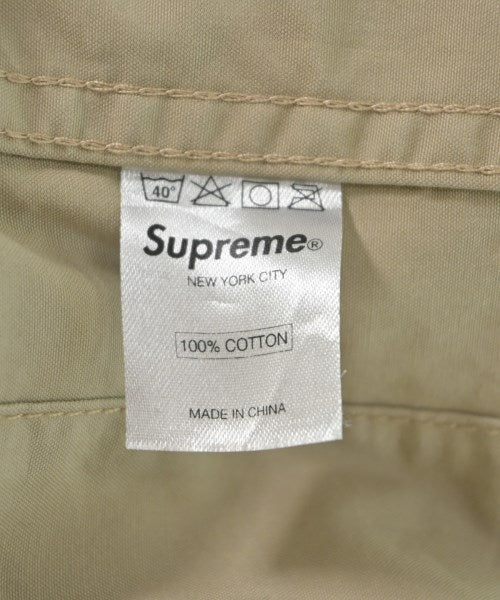 40°
Supreme®
NEW YORK CITY
100% COTTON
MADE IN CHINA